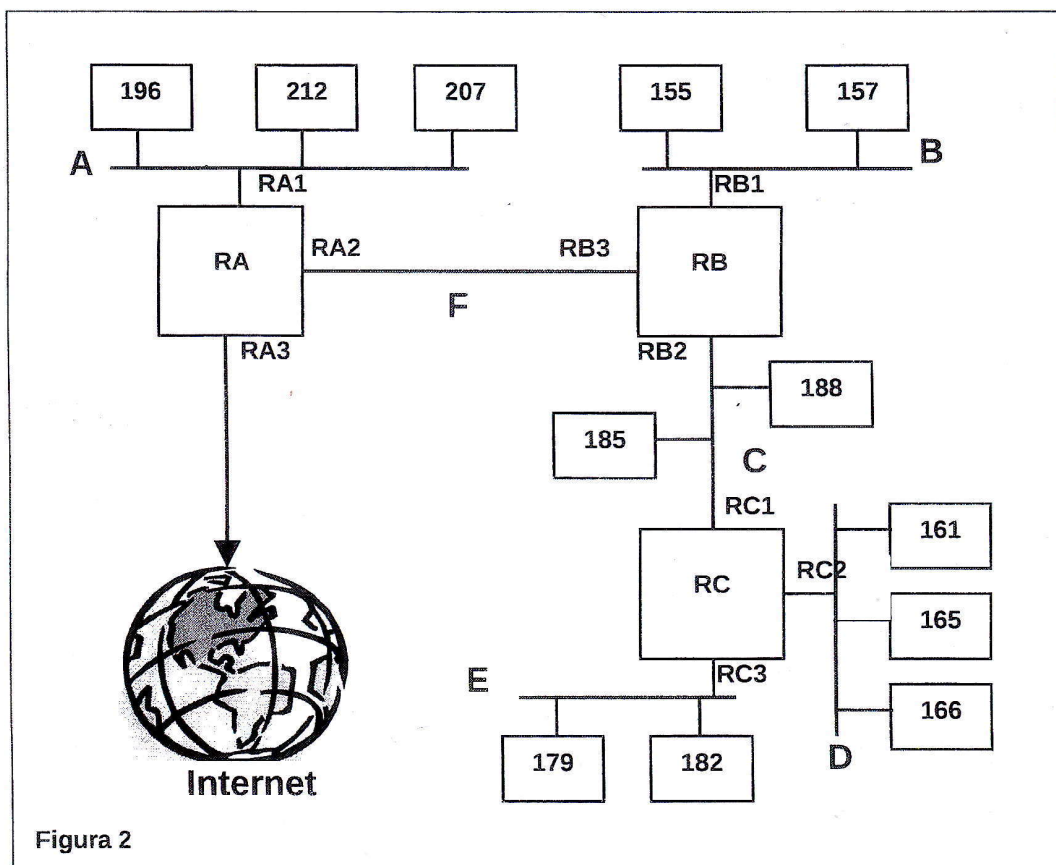 196 212 207 155 157
A B
RA1 RB1
RA RA2 RB3 RB
F
RA3 RB2
188
185
C
RC1
161
RC RC2
165
E RC3
166
179 182 D
Internet
Figura 2